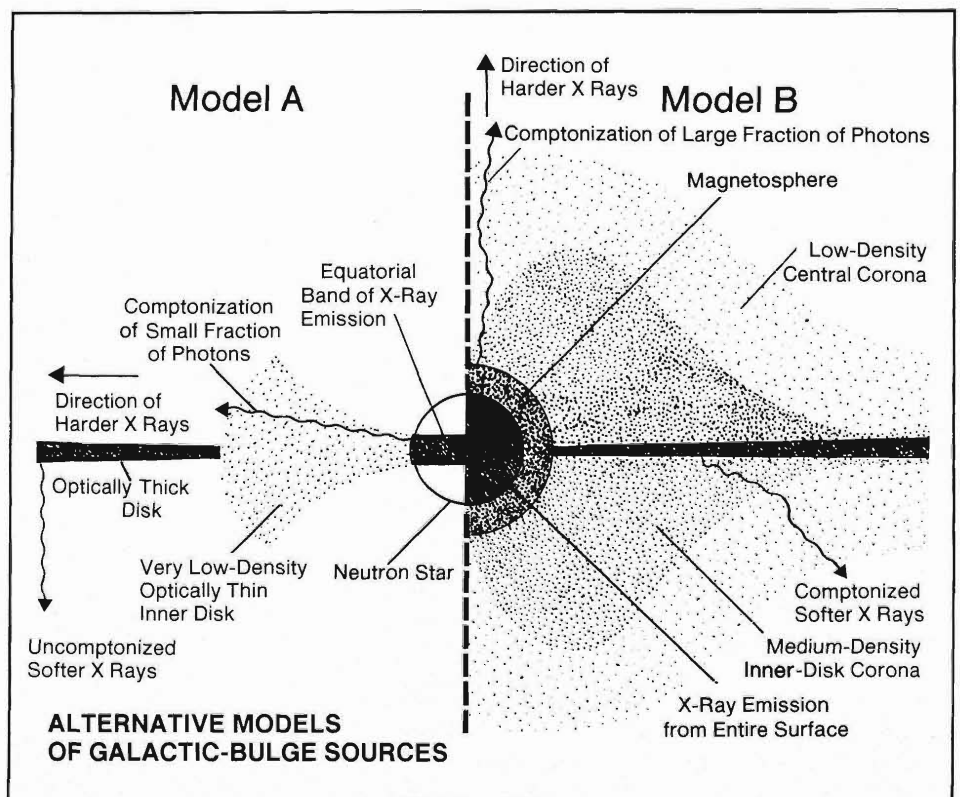 Model A
Equatorial
Band of X-Ray
Emission
Comptonization
of Small Fraction
of Photons
Direction of
Harder X Rays
Optically Thick
Disk
Very Low-Density
Optically Thin
Inner Disk
Neutron Star
Uncomptonized
Softer X Rays
Direction of
Harder X Rays
Model B
Comptonization of Large Fraction of Photons
Magnetosphere
Low-Density
Central Corona
Comptonized
Softer X Rays
Medium-Density
Inner-Disk Corona
X-Ray Emission
from Entire Surface
ALTERNATIVE MODELS
OF GALACTIC-BULGE SOURCES